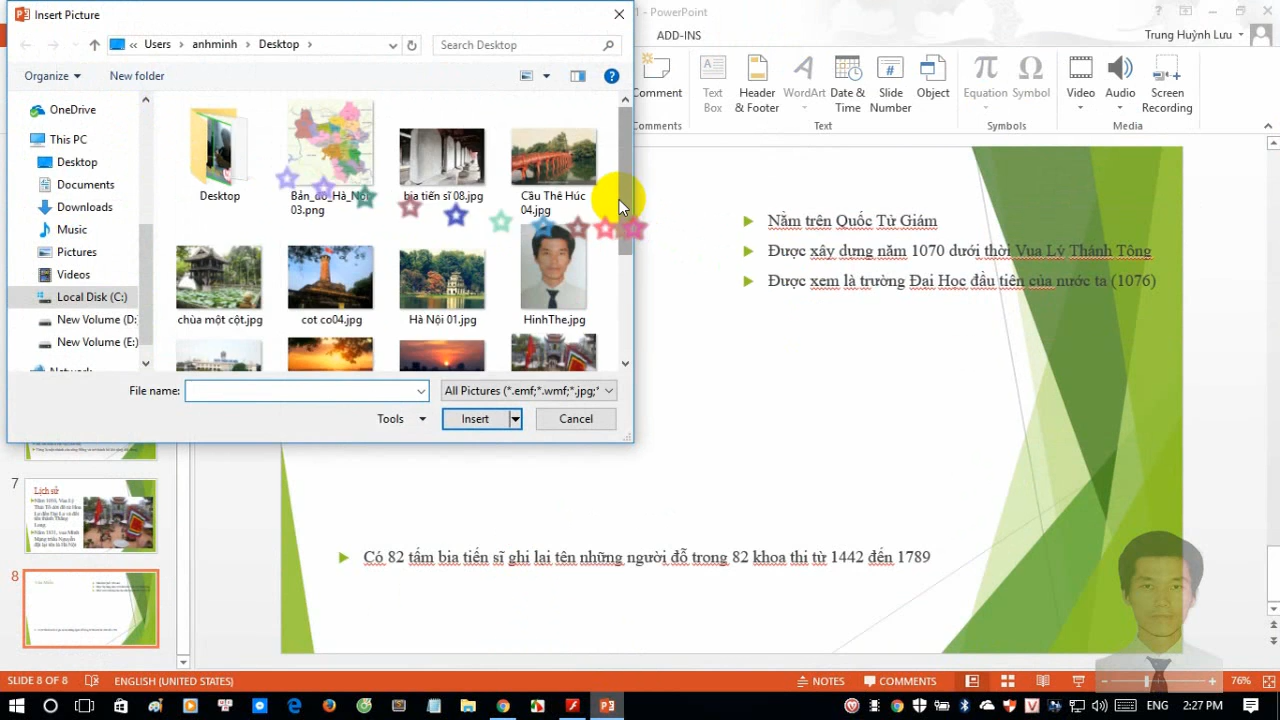 Insert Picture
1 - PowerPoint
ADD-INS
Trung Huỳnh Lưu
Users
anhminh
Desktop
Search Desktop
Organize
New folder
OneDrive
This PC
Desktop
Documents
Downloads
Music
Pictures
Videos
Local Disk (C:)
New Volume (D:
New Volume (E:)
Desktop
Bản_đồ_Hà_Nội
03.png
bia tiến sĩ 08.jpg
Cầu Thê Húc
04.jpg
chùa một cột.jpg
cot co04.jpg
Hà Nội 01.jpg
HinhThe.jpg
File name:
All Pictures (*.emf;*.wmf;*.jpg;*
Tools
Insert
Cancel
Comment
Text
Box
Header
& Footer
WordArt
Date &
Time
Slide
Number
Object
Equation
Symbol
Video
Audio
Screen
Recording
omments
Text
Symbols
Media
Nằm trên Quốc Tử Giám
Được xây dựng năm 1070 dưới thời Vua Lý Thánh Tông
Được xem là trường Đại Học đầu tiên của nước ta (1076)
Có 82 tấm bia tiến sĩ ghi lại tên những người đỗ trong 82 khoa thi từ 1442 đến 1789
7
Lịch sử
8
SLIDE 8 OF 8
ENGLISH (UNITED STATES)
NOTES
COMMENTS
76%
ENG
2:27 PM